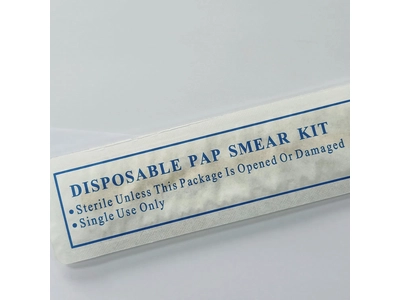 DISPOSABLE PAP SMEAR KIT
•Sterile Unless This Package Is Opened Or Damaged
•Single Use Only